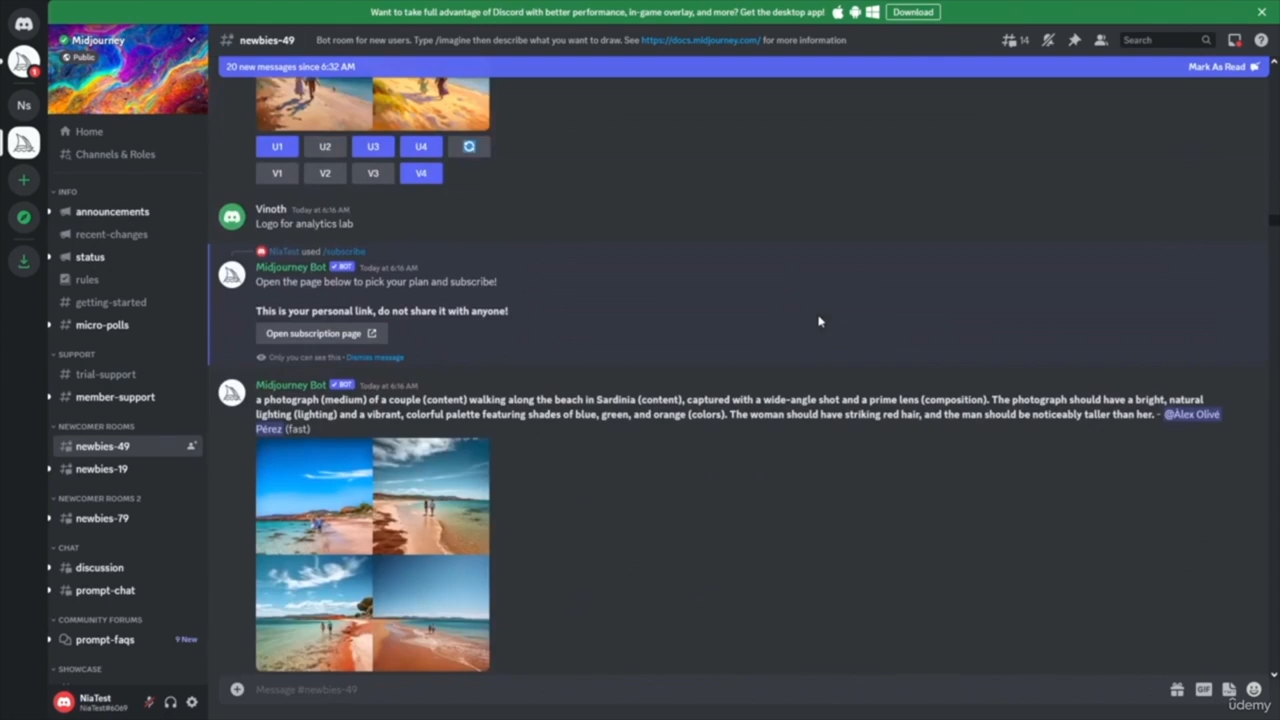 Want to take full advantage of Discord with better performance, in-game overlay, and more? Get the desktop app!
Download
Midjourney
Public
newbies-49
Bot room for new users. Type /imagine then describe what you want to draw. See https://docs.midjourney.com/ for more information
14
Search
20 new messages since 6:32 AM
Mark As Read
1
Ns
Home
Channels & Roles
INFO
announcements
recent-changes
status
rules
getting-started
micro-polls
SUPPORT
trial-support
member-support
NEWCOMER ROOMS
newbies-49
newbies-19
NEWCOMER ROOMS 2
newbies-79
CHAT
discussion
prompt-chat
COMMUNITY FORUMS
prompt-faqs
9 New
SHOWCASE
NiaTest
NiaTest#6069
U1 U2 U3 U4
V1 V2 V3 V4
Vinoth Today at 6:16 AM
Logo for analytics lab
NiaTest used /subscribe
Midjourney Bot BOT Today at 6:16 AM
Open the page below to pick your plan and subscribe!
This is your personal link, do not share it with anyone!
Open subscription page
Only you can see this • Dismiss message
Midjourney Bot BOT Today at 6:16 AM
a photograph (medium) of a couple (content) walking along the beach in Sardinia (content), captured with a wide-angle shot and a prime lens (composition). The photograph should have a bright, natural
lighting (lighting) and a vibrant, colorful palette featuring shades of blue, green, and orange (colors). The woman should have striking red hair, and the man should be noticeably taller than her. - @Àlex Olivé
Pérez (fast)
Message #newbies-49
GIF
ûdemy